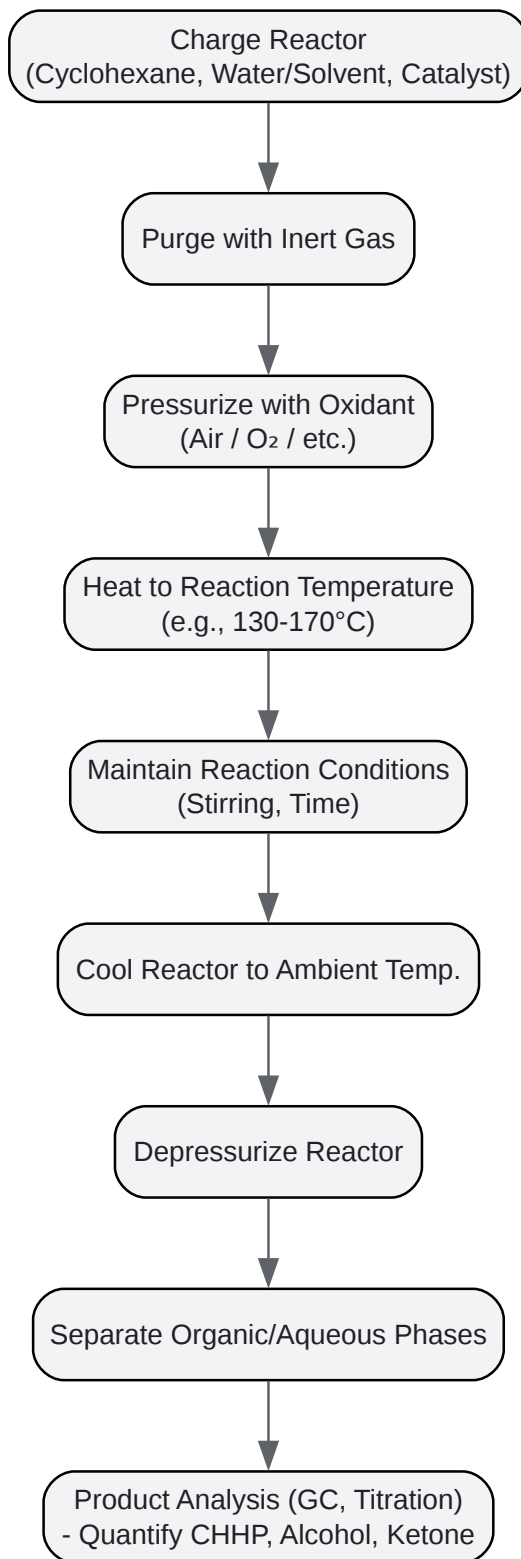 Charge Reactor
(Cyclohexane, Water/Solvent, Catalyst)
Purge with Inert Gas
Pressurize with Oxidant
(Air / O₂ / etc.)
Heat to Reaction Temperature
(e.g., 130-170°C)
Maintain Reaction Conditions
(Stirring, Time)
Cool Reactor to Ambient Temp.
Depressurize Reactor
Separate Organic/Aqueous Phases
Product Analysis (GC, Titration)
- Quantify CHHP, Alcohol, Ketone